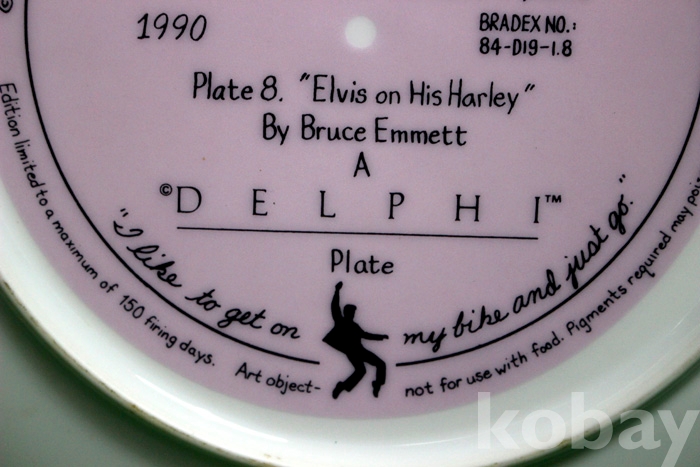 1990
BRADEX NO.:
84-D19-1.8
Plate 8. "Elvis on His Harley"
By Bruce Emmett
A
© D E L P H I ™
Plate
"I like to get on my bike and just go."
Edition limited to a maximum of 150 firing days. Art object- not for use with food. Pigments required may
kobay